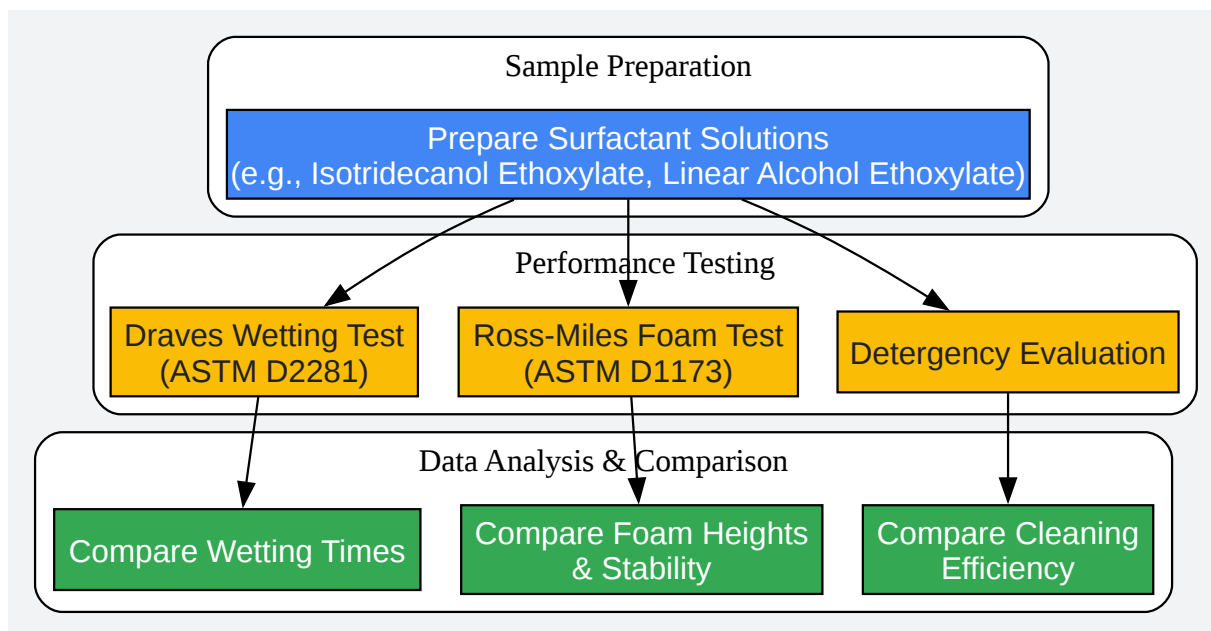 Sample Preparation
Prepare Surfactant Solutions
(e.g., Isotridecanol Ethoxylate, Linear Alcohol Ethoxylate)
Performance Testing
Draves Wetting Test
(ASTM D2281)
Ross-Miles Foam Test
(ASTM D1173)
Detergency Evaluation
Data Analysis & Comparison
Compare Wetting Times
Compare Foam Heights
& Stability
Compare Cleaning
Efficiency